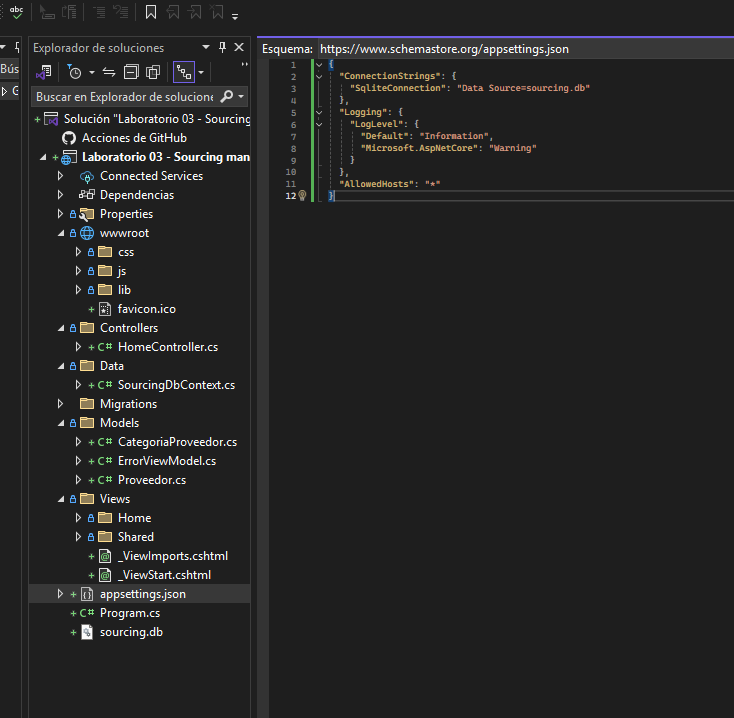 abc
Bús
G
Explorador de soluciones
Buscar en Explorador de soluciones
Solución "Laboratorio 03 - Sourcing
Acciones de GitHub
Laboratorio 03 - Sourcing man
Connected Services
Dependencias
Properties
wwwroot
css
js
lib
favicon.ico
Controllers
C# HomeController.cs
Data
C# SourcingDbContext.cs
Migrations
Models
C# CategoriaProveedor.cs
C# ErrorViewModel.cs
C# Proveedor.cs
Views
Home
Shared
_ViewImports.cshtml
_ViewStart.cshtml
appsettings.json
C# Program.cs
sourcing.db
Esquema: https://www.schemastore.org/appsettings.json
1 {
2 "ConnectionStrings": {
3 "SqliteConnection": "Data Source=sourcing.db"
4 },
5 "Logging": {
6 "LogLevel": {
7 "Default": "Information",
8 "Microsoft.AspNetCore": "Warning"
9 }
10 },
11 "AllowedHosts": "*"
12 }